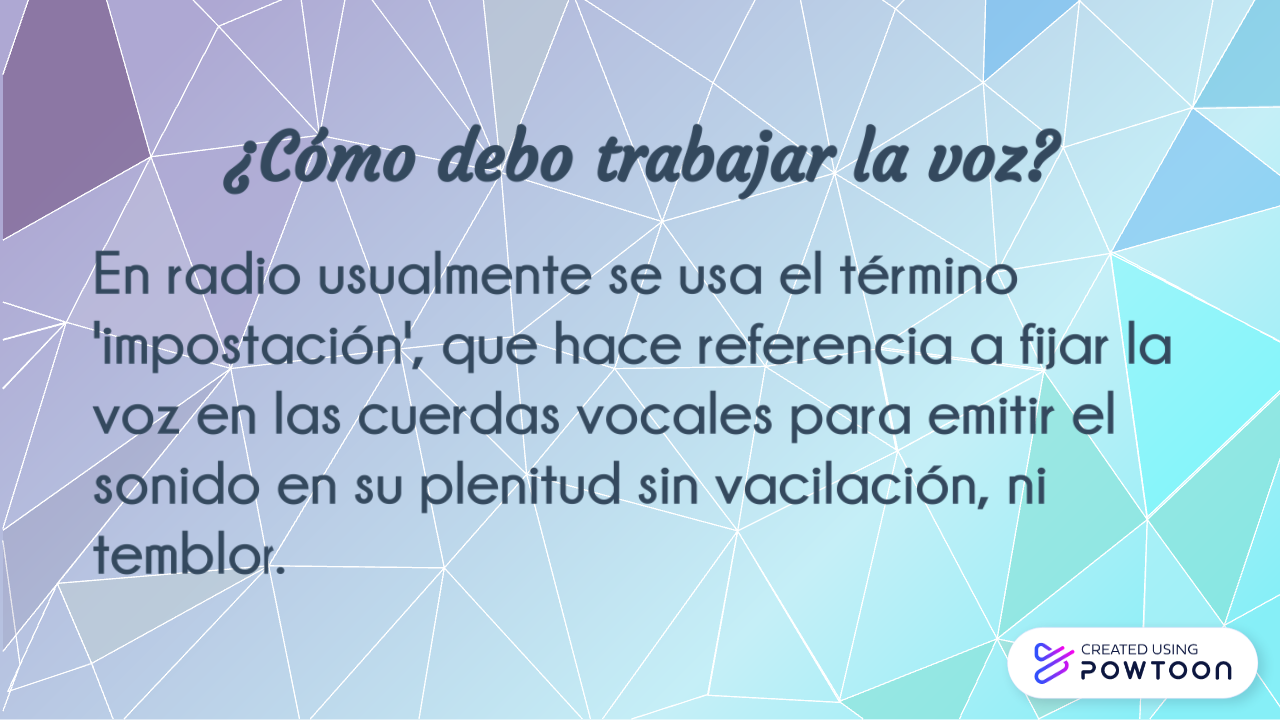 ¿Cómo debo trabajar la voz?
En radio usualmente se usa el término
'impostación', que hace referencia a fijar la
voz en las cuerdas vocales para emitir el
sonido en su plenitud sin vacilación, ni
temblor.
CREATED USING
POWTOON